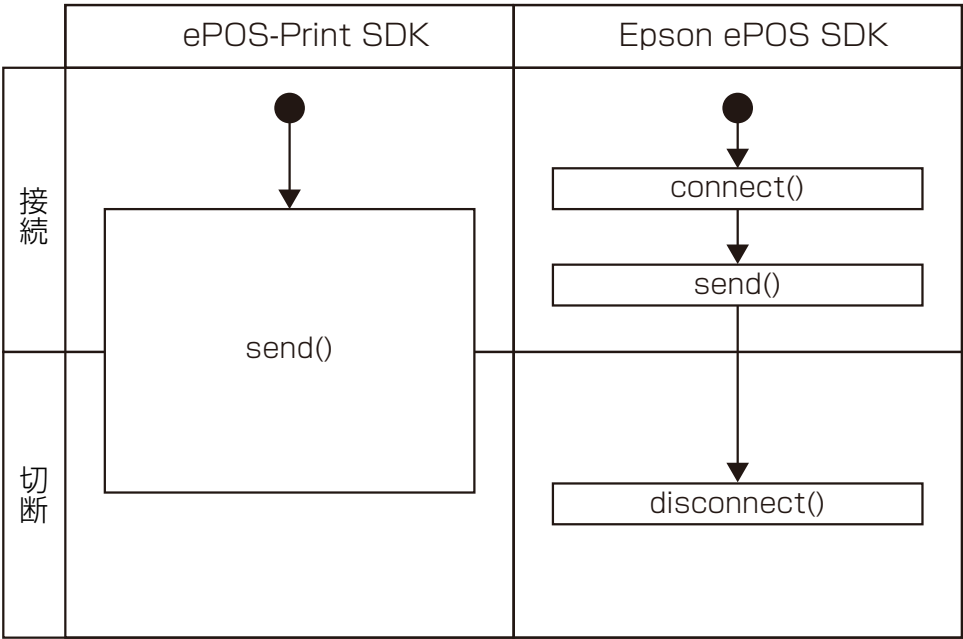 ePOS-Print SDK
Epson ePOS SDK
接続
send()
connect()
send()
切断
disconnect()